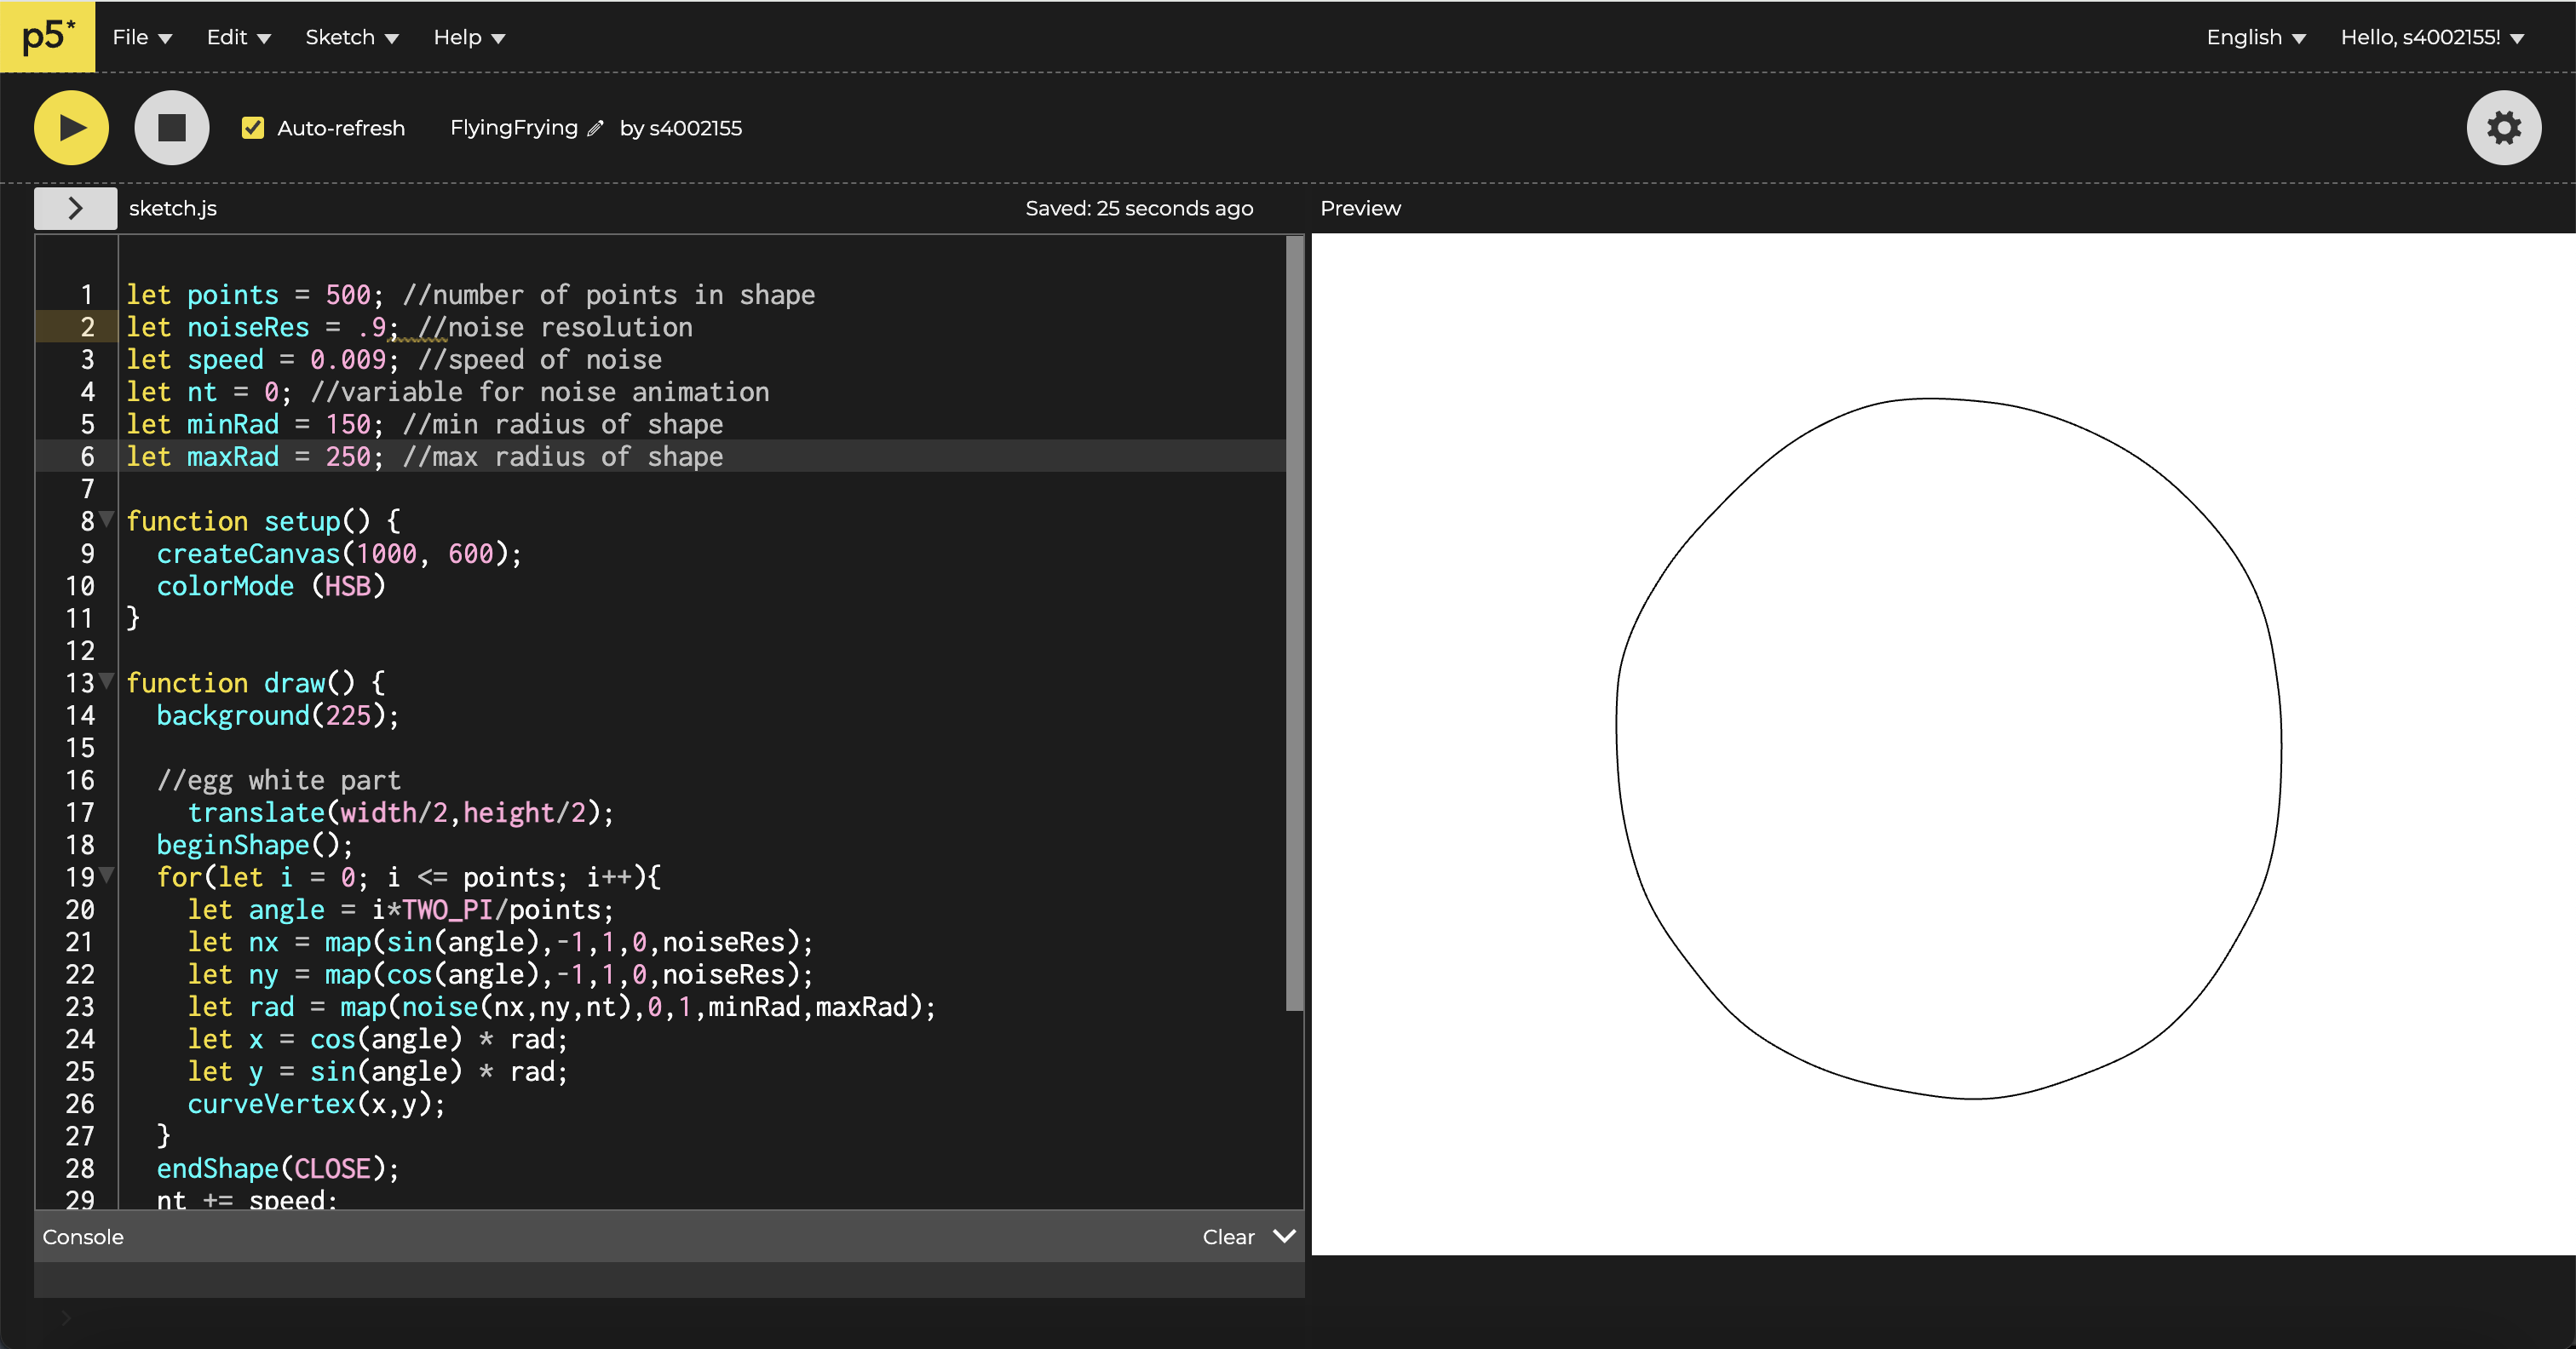 p5* File Edit Sketch Help English Hello, s4002155!
Auto-refresh FlyingFrying by s4002155
sketch.js Saved: 25 seconds ago Preview
1 let points = 500; //number of points in shape
2 let noiseRes = .9; //noise resolution
3 let speed = 0.009; //speed of noise
4 let nt = 0; //variable for noise animation
5 let minRad = 150; //min radius of shape
6 let maxRad = 250; //max radius of shape
7
8 function setup() {
9   createCanvas(1000, 600);
10   colorMode (HSB)
11 }
12
13 function draw() {
14   background(225);
15
16   //egg white part
17     translate(width/2,height/2);
18   beginShape();
19   for(let i = 0; i <= points; i++){
20     let angle = i*TWO_PI/points;
21     let nx = map(sin(angle),-1,1,0,noiseRes);
22     let ny = map(cos(angle),-1,1,0,noiseRes);
23     let rad = map(noise(nx,ny,nt),0,1,minRad,maxRad);
24     let x = cos(angle) * rad;
25     let y = sin(angle) * rad;
26     curveVertex(x,y);
27   }
28   endShape(CLOSE);
29   nt += speed;
Console Clear